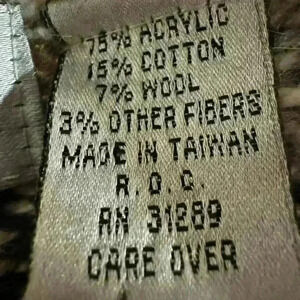 75% ACRYLIC
15% COTTON
7% WOOL
3% OTHER FIBERS
MADE IN TAIWAN
R.O.C.
RN 31289
CARE OVER